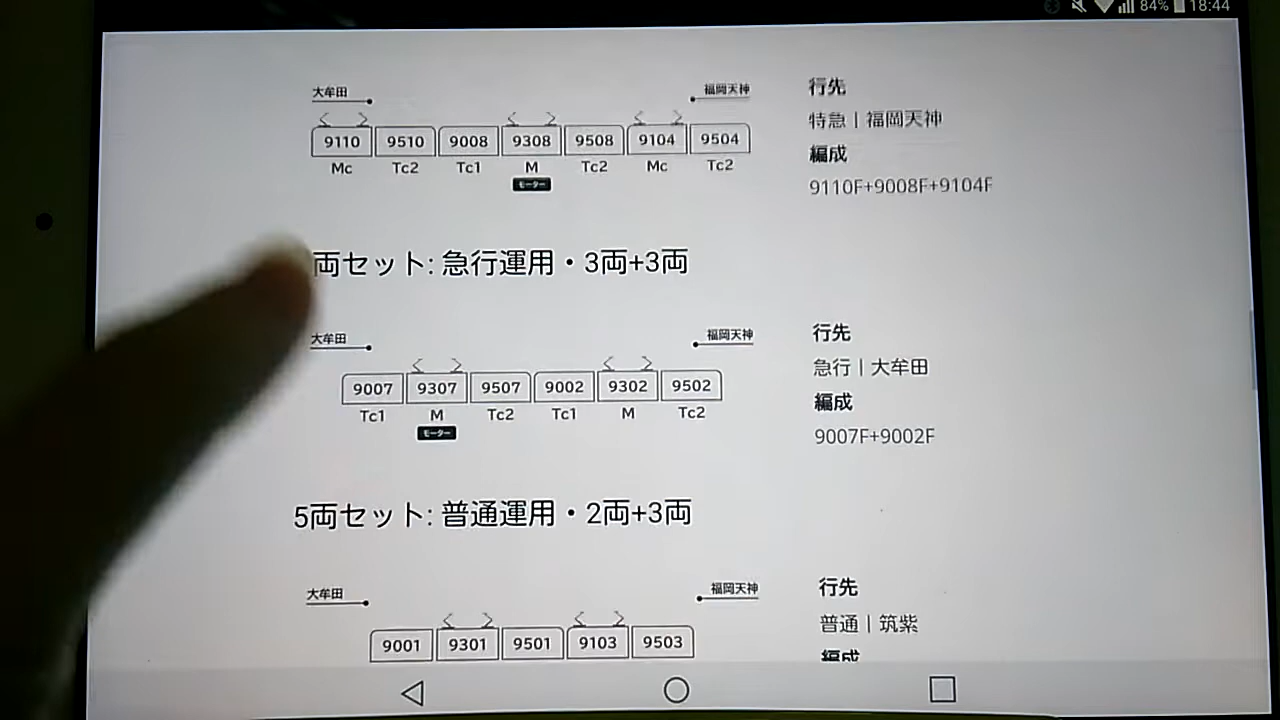 84% 18:44
大牟田 福岡天神
9110 9510 9008 9308 9508 9104 9504
Mc Tc2 Tc1 M Tc2 Mc Tc2
モーター
行先
特急 | 福岡天神
編成
9110F+9008F+9104F
両セット: 急行運用・3両+3両
大牟田 福岡天神
9007 9307 9507 9002 9302 9502
Tc1 M Tc2 Tc1 M Tc2
モーター
行先
急行 | 大牟田
編成
9007F+9002F
5両セット: 普通運用・2両+3両
大牟田 福岡天神
9001 9301 9501 9103 9503
行先
普通 | 筑紫
編成